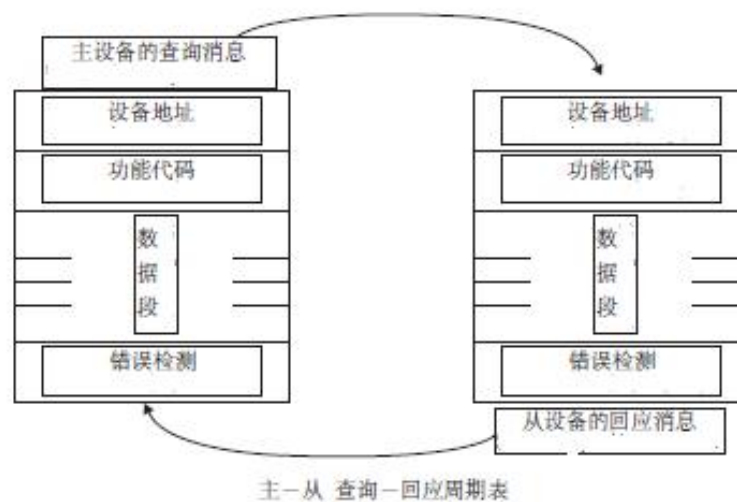 主设备的查询消息
设备地址
功能代码
数
据
段
错误检测
设备地址
功能代码
数
据
段
错误检测
从设备的回应消息
主－从 查询－回应周期表